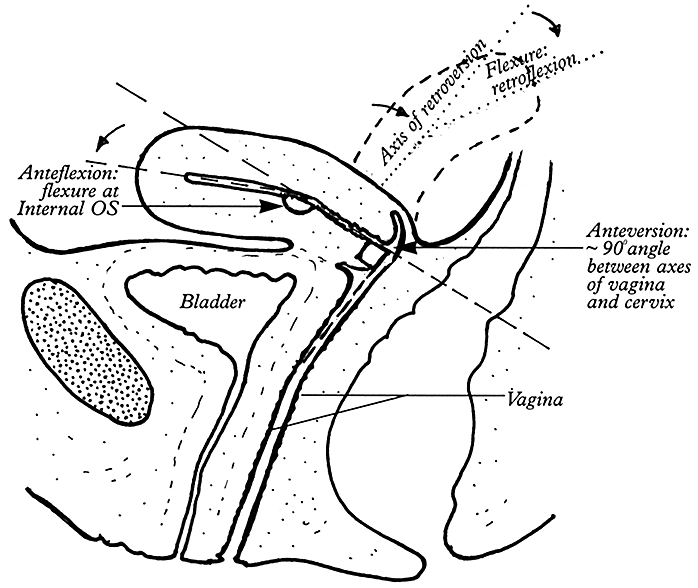 Axis of retroversion
Flexure:
retroflexion
Anteflexion:
flexure at
Internal OS
Anteversion:
~ 90° angle
between axes
of vagina
and cervix
Bladder
Vagina